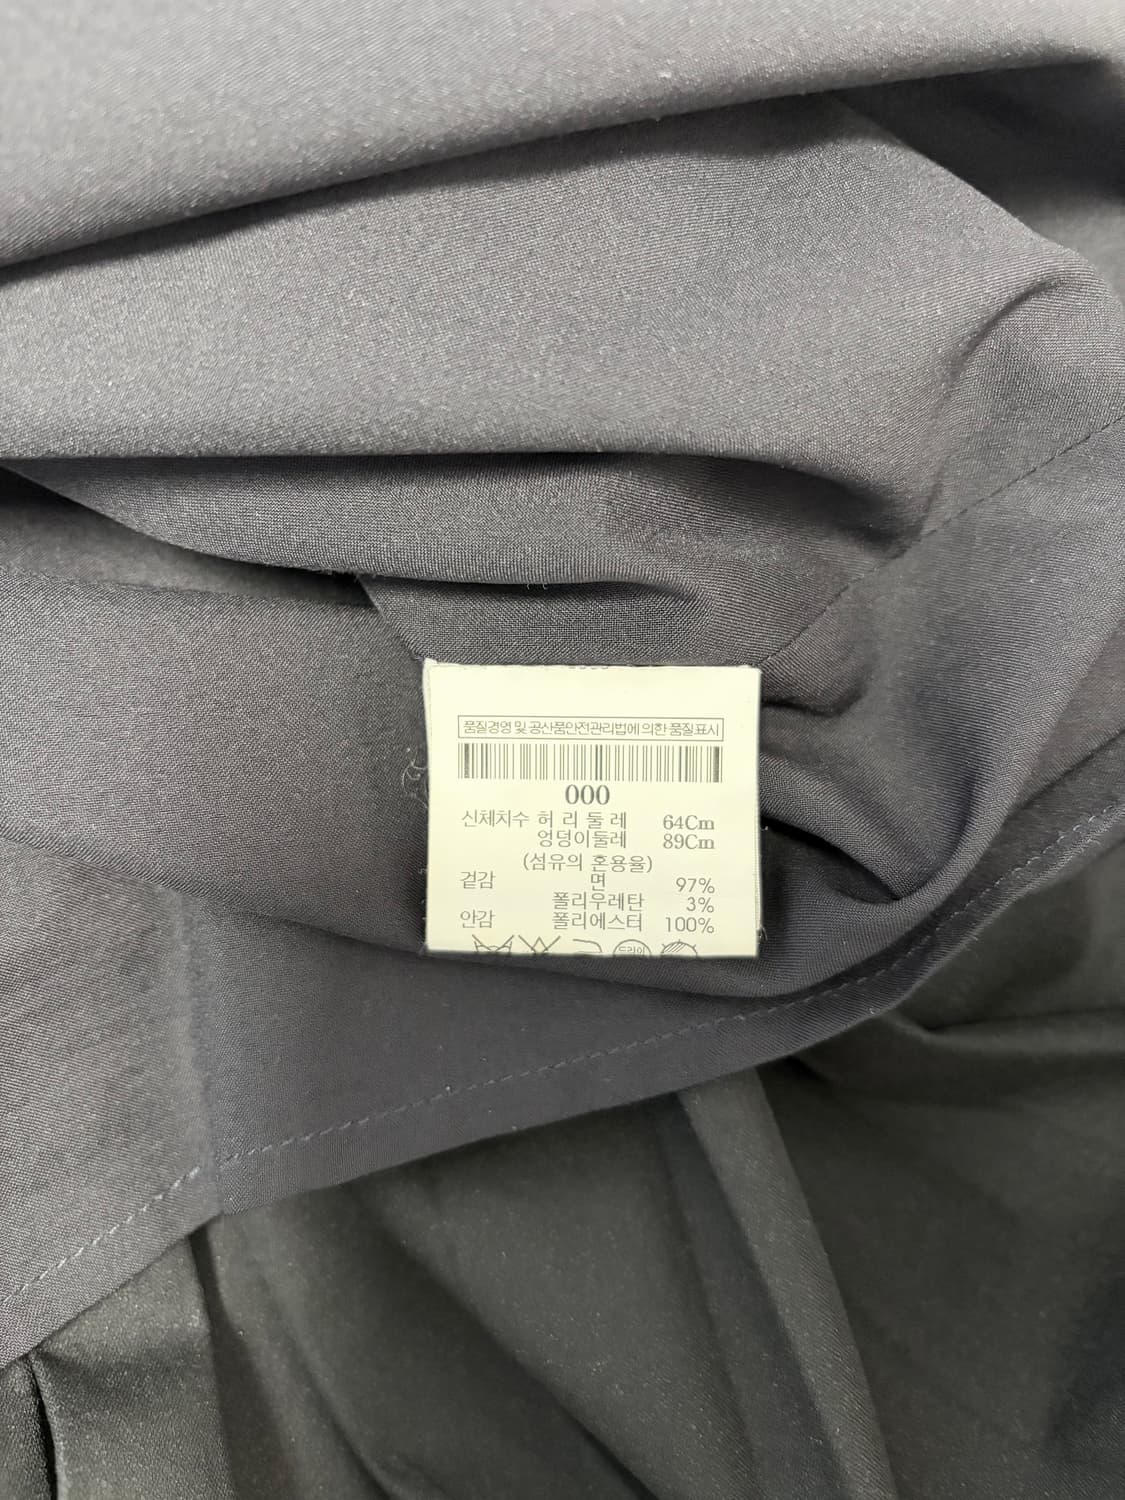 품질경영 및 공산품안전관리법에 의한 품질표시
000
신체치수 허 리 둘 레 64Cm
엉덩이둘레 89Cm
(섬유의 혼용율)
겉감 면 97%
폴리우레탄 3%
안감 폴리에스터 100%
드라이